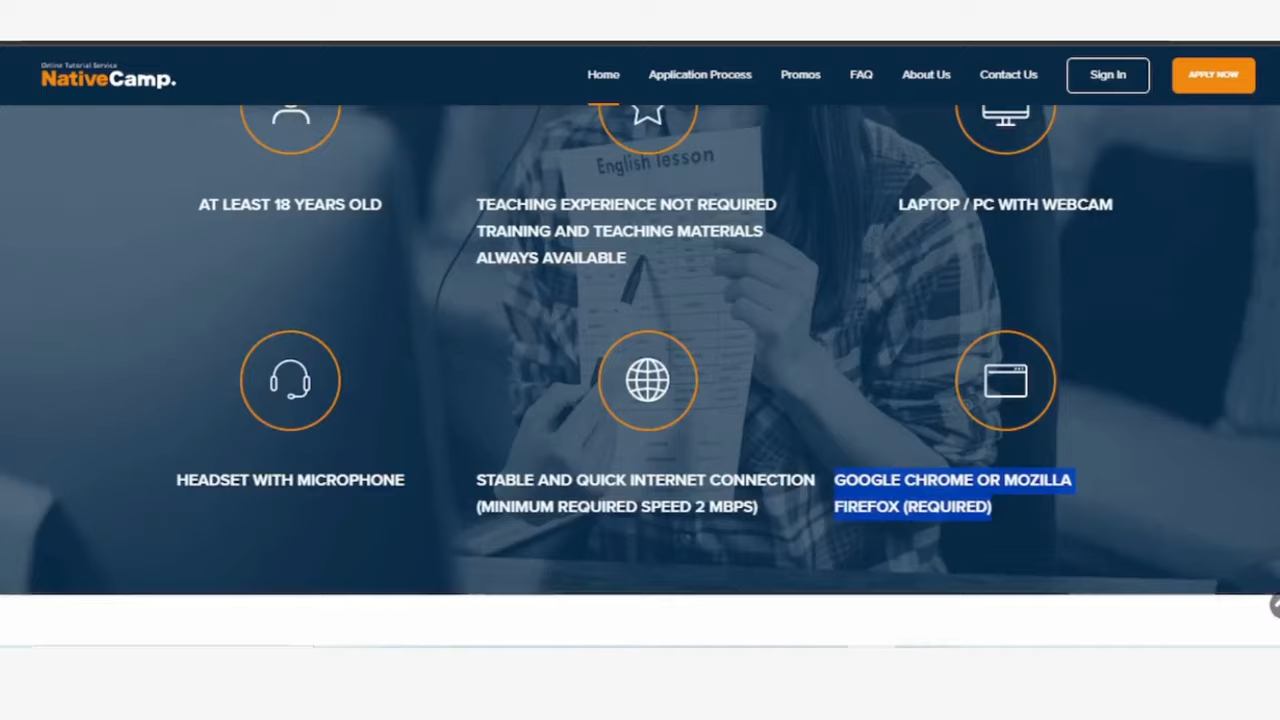 Online Tutorial Service
NativeCamp.
Home
Application Process
Promos
FAQ
About Us
Contact Us
Sign In
APPLY NOW
English lesson
AT LEAST 18 YEARS OLD
TEACHING EXPERIENCE NOT REQUIRED
TRAINING AND TEACHING MATERIALS
ALWAYS AVAILABLE
LAPTOP / PC WITH WEBCAM
HEADSET WITH MICROPHONE
STABLE AND QUICK INTERNET CONNECTION
(MINIMUM REQUIRED SPEED 2 MBPS)
GOOGLE CHROME OR MOZILLA
FIREFOX (REQUIRED)